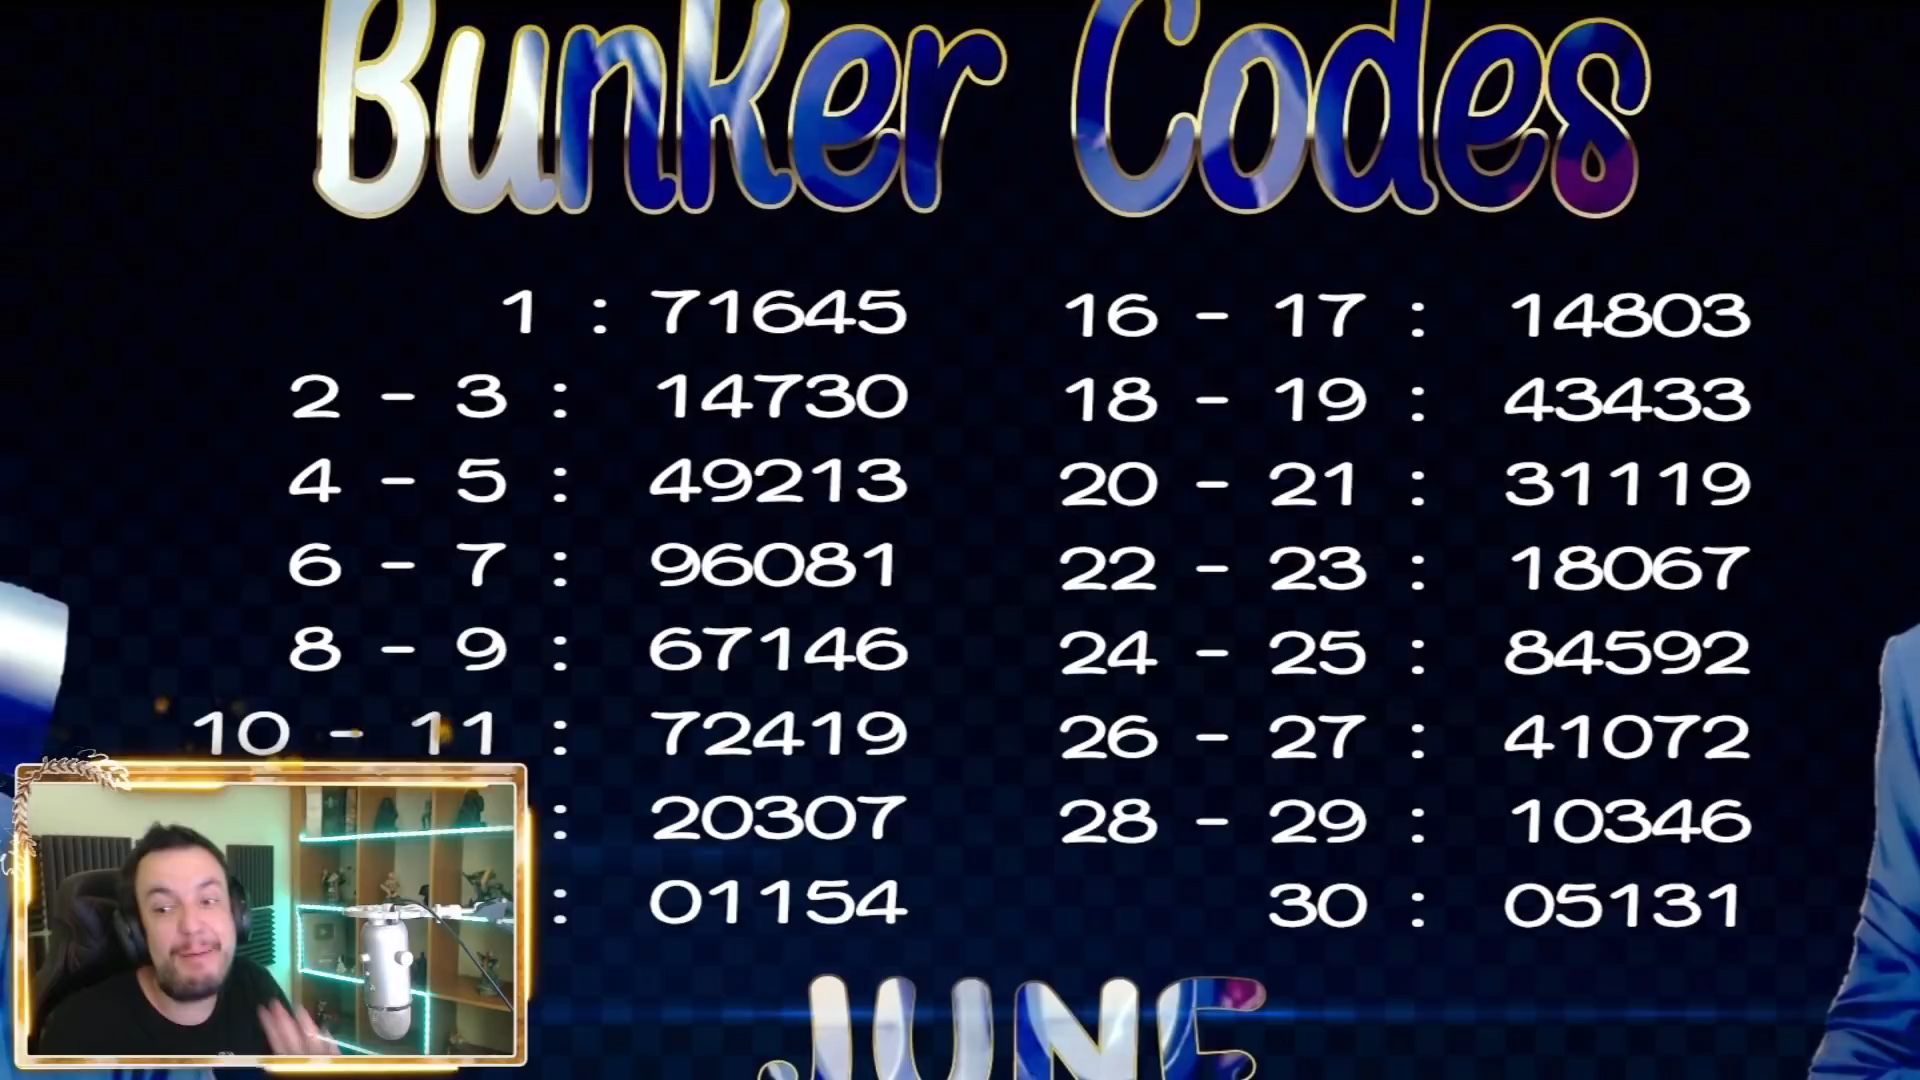 Bunker Codes
1 : 71645
2 - 3 : 14730
4 - 5 : 49213
6 - 7 : 96081
8 - 9 : 67146
10 - 11 : 72419
: 20307
: 01154
16 - 17 : 14803
18 - 19 : 43433
20 - 21 : 31119
22 - 23 : 18067
24 - 25 : 84592
26 - 27 : 41072
28 - 29 : 10346
30 : 05131
JUNE